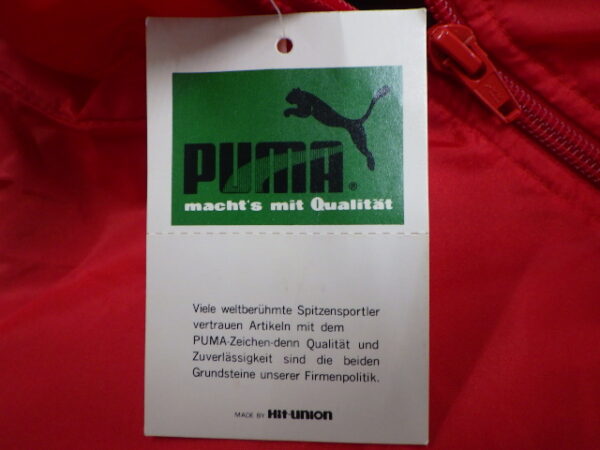 PUMA®
macht's mit Qualität
Viele weltberühmte Spitzensportler
vertrauen Artikeln mit dem
PUMA-Zeichen-denn Qualität und
Zuverlässigkeit sind die beiden
Grundsteine unserer Firmenpolitik.
MADE BY Hit-union